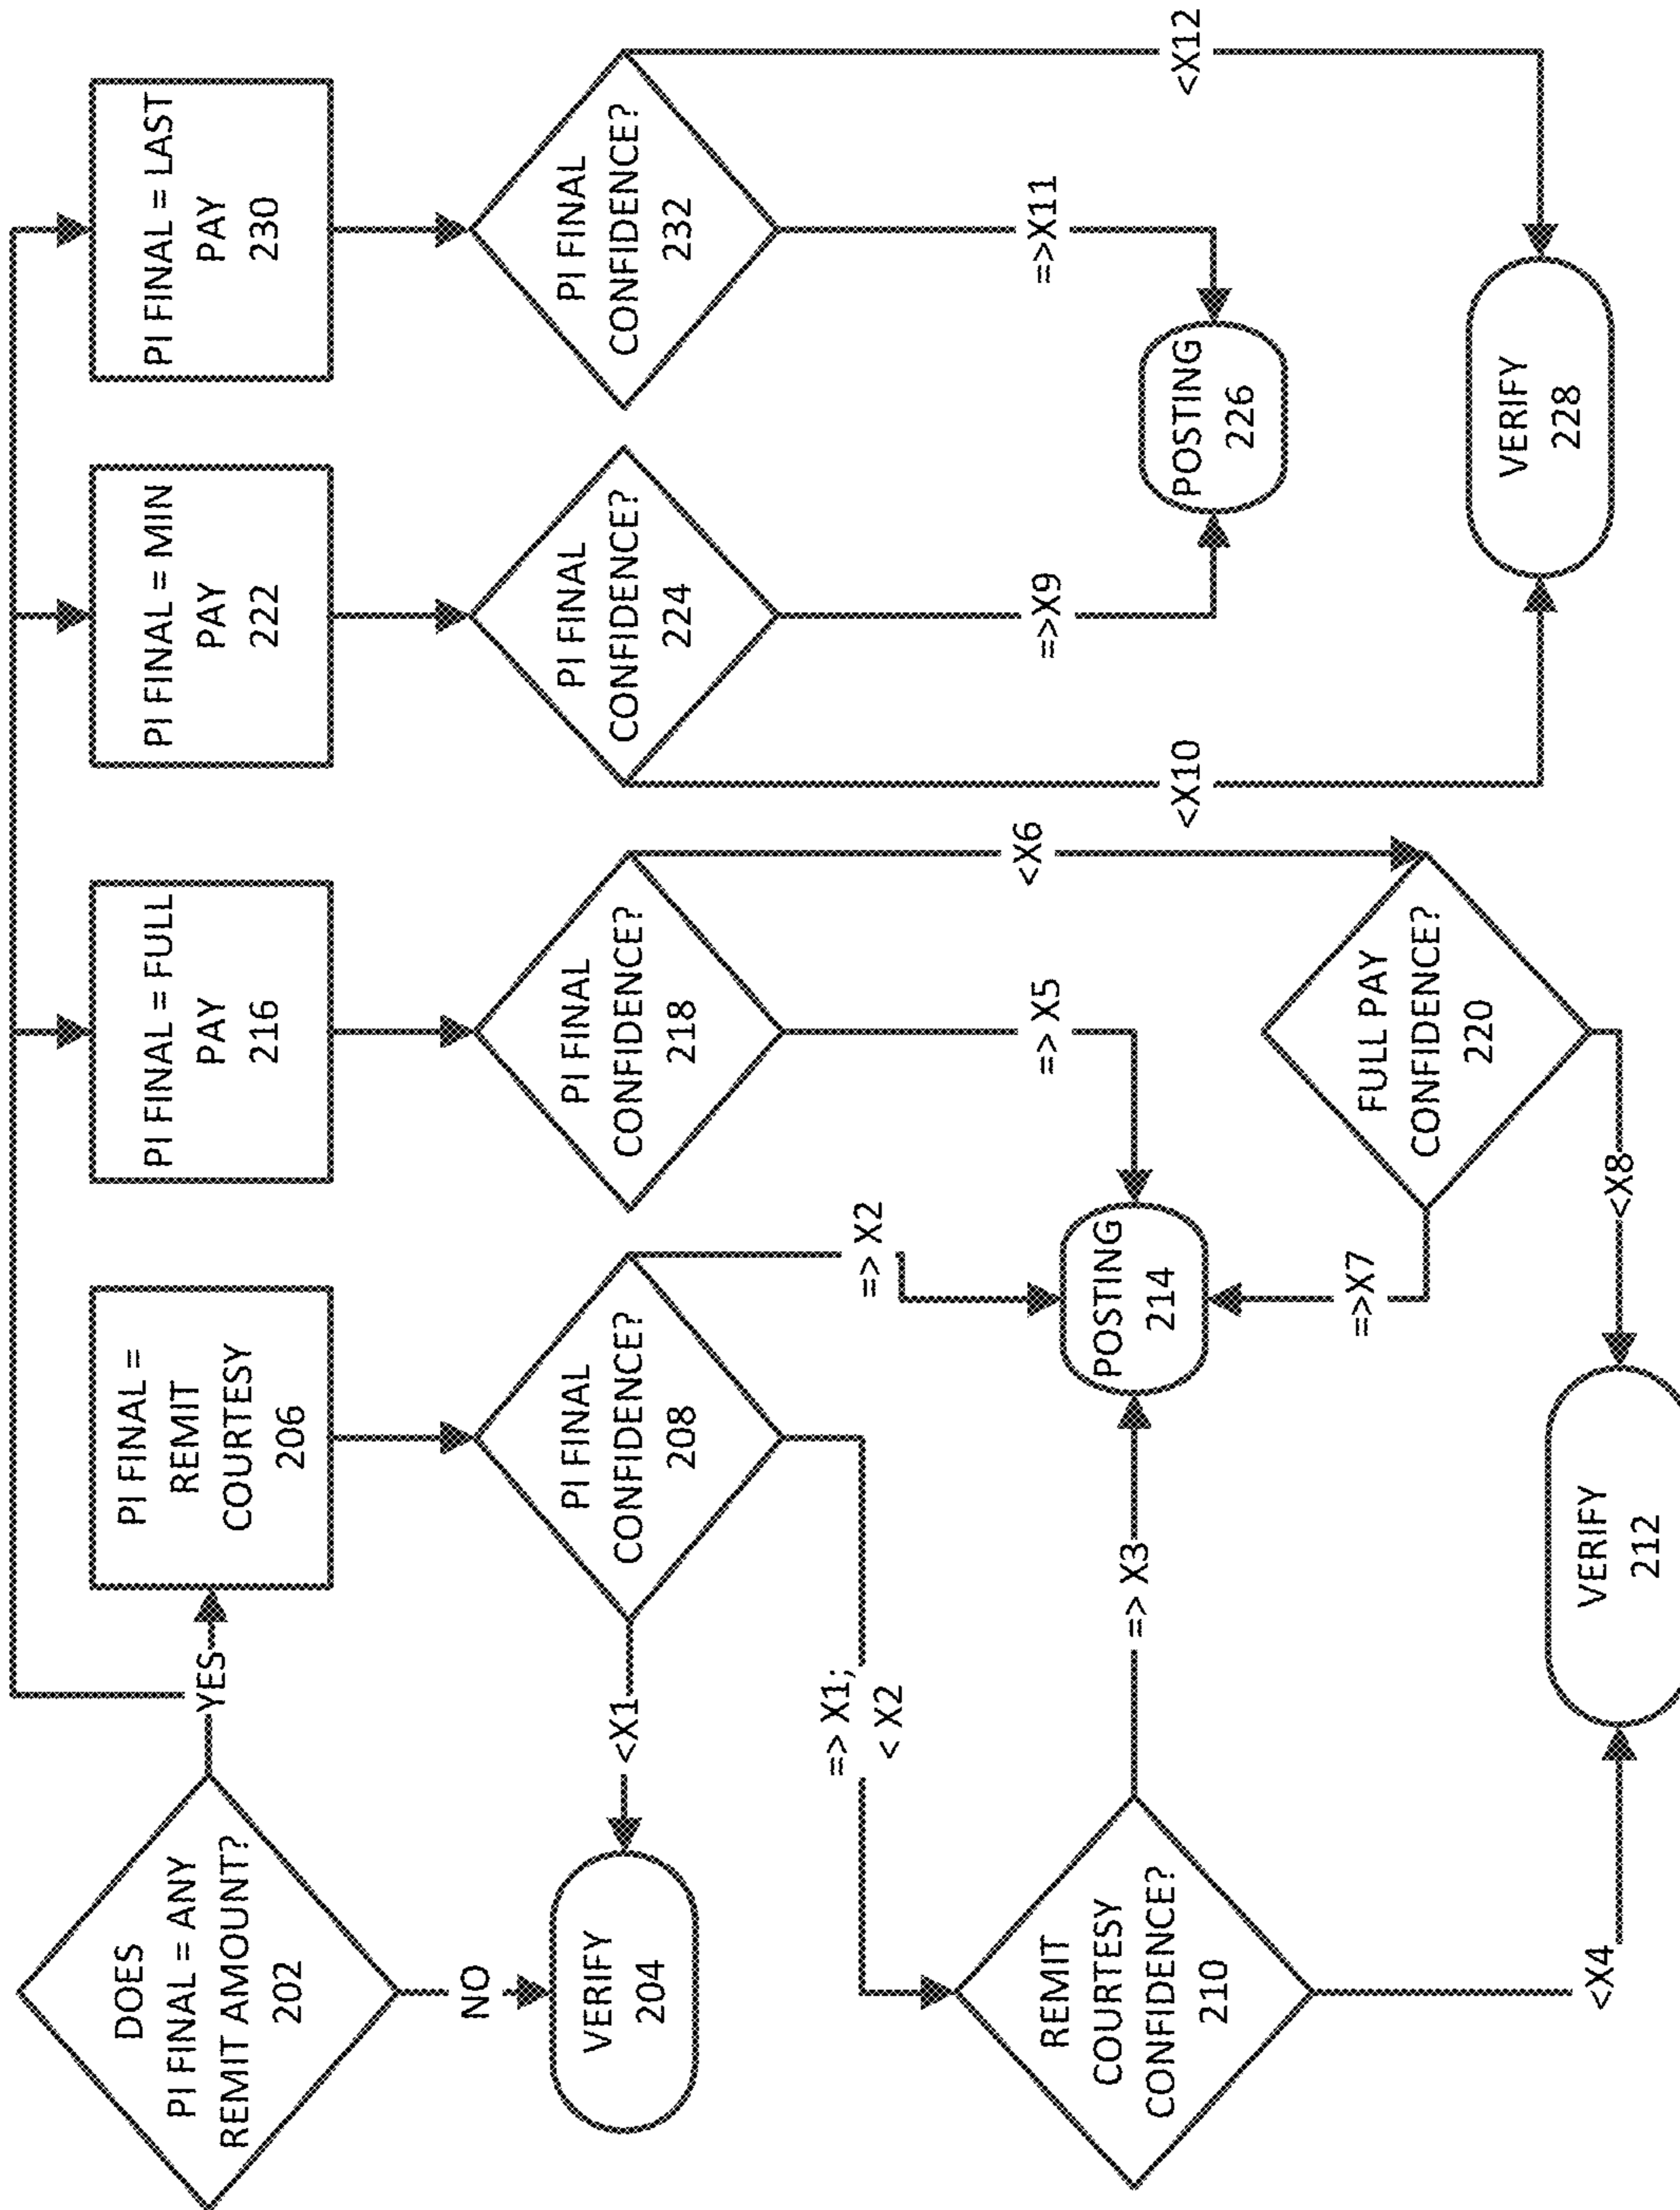 DOES
PI FINAL = ANY
REMIT AMOUNT?
202
YES
NO
VERIFY
204
PI FINAL =
REMIT
COURTESY
206
PI FINAL
CONFIDENCE?
208
<X1
=> X1;
< X2
=> X2
REMIT
COURTESY
CONFIDENCE?
210
=> X3
<X4
VERIFY
212
POSTING
214
PI FINAL = FULL
PAY
216
PI FINAL
CONFIDENCE?
218
=> X5
<X6
FULL PAY
CONFIDENCE?
220
=>X7
<X8
PI FINAL = MIN
PAY
222
PI FINAL
CONFIDENCE?
224
=>X9
<X10
POSTING
226
VERIFY
228
PI FINAL = LAST
PAY
230
PI FINAL
CONFIDENCE?
232
=>X11
<X12